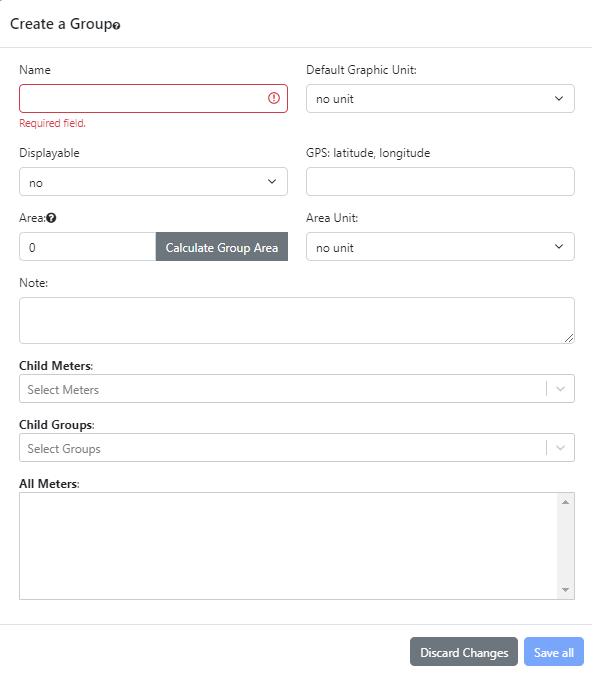 Create a Group
Name
Default Graphic Unit:
no unit
Required field.
Displayable
GPS: latitude, longitude
no
Area:
Area Unit:
0
Calculate Group Area
no unit
Note:
Child Meters:
Select Meters
Child Groups:
Select Groups
All Meters:
Discard Changes
Save all